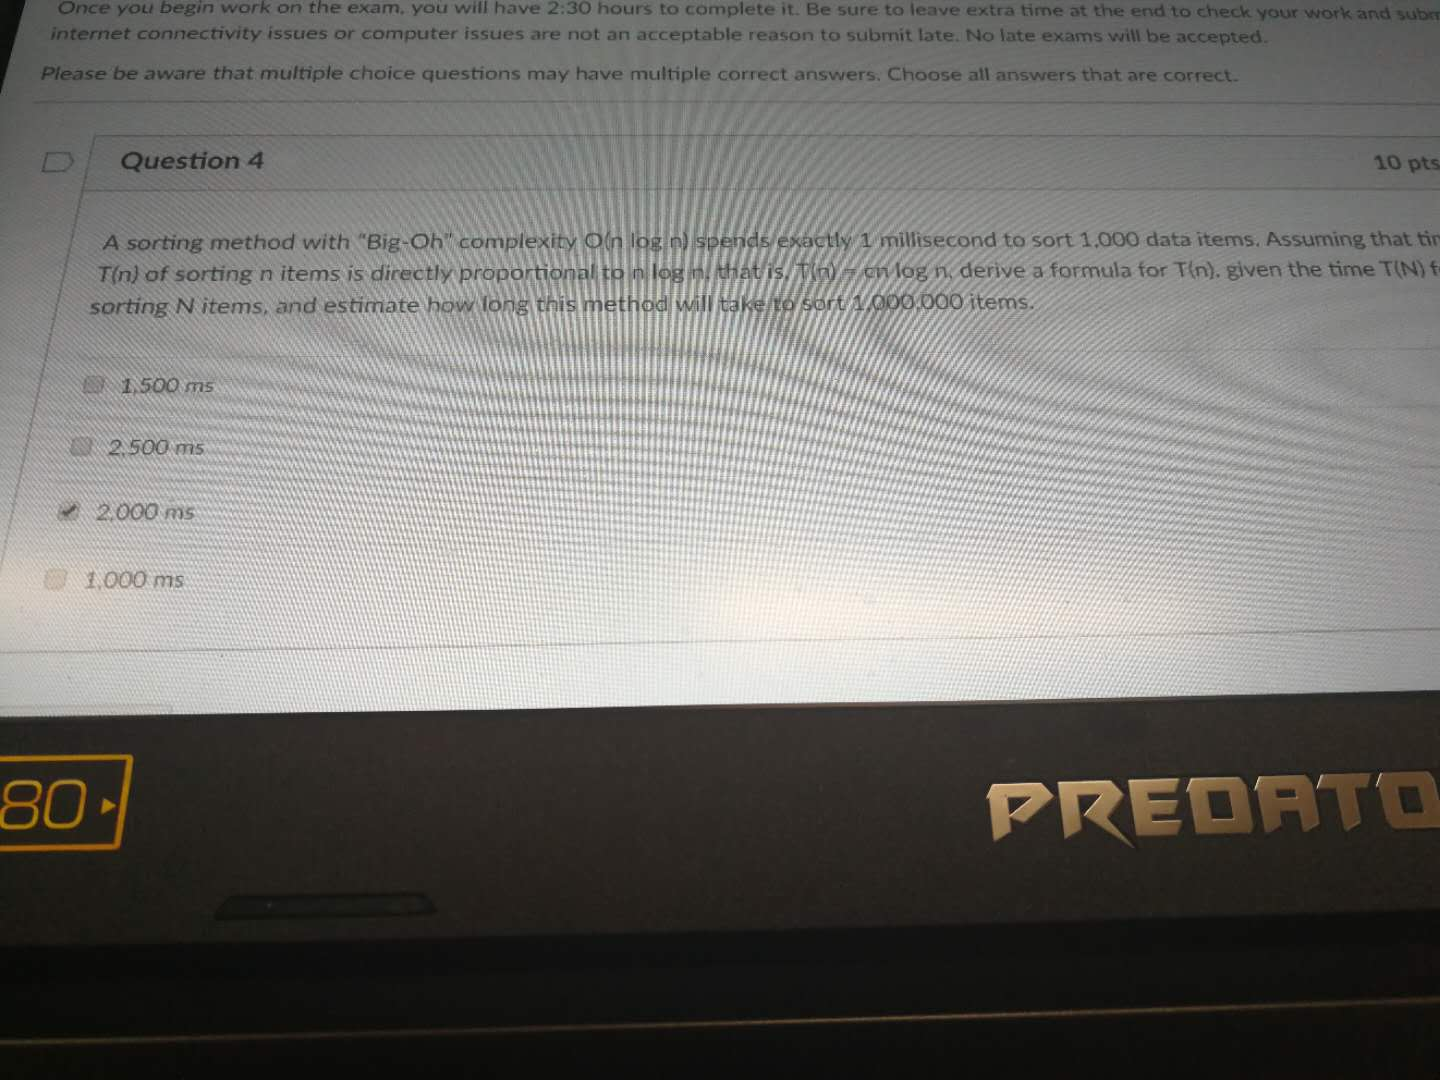 Once you begin work on the exam, you will have 2:30 hours to complete it. Be sure to leave extra time at the end to check your work and
internet connectivity issues or computer issues are not an acceptable reason to submit late. No late exams will be accepted.
Please be aware that multiple choice questions may have multiple correct answers. Choose all answers that are correct.
Question 4
10 pts
A sorting method with "Big-Oh" complexity O(n log n) spends exactly 1 millisecond to sort 1,000 data items. Assuming that
T(n) of sorting n items is directly proportional to n log n, that is, T(n) = cn log n, derive a formula for T(n), given the time T(N)
sorting N items, and estimate how long this method will take to sort 1,000,000 items.
1,500 ms
2,500 ms
2,000 ms
1,000 ms
80
PREDATO